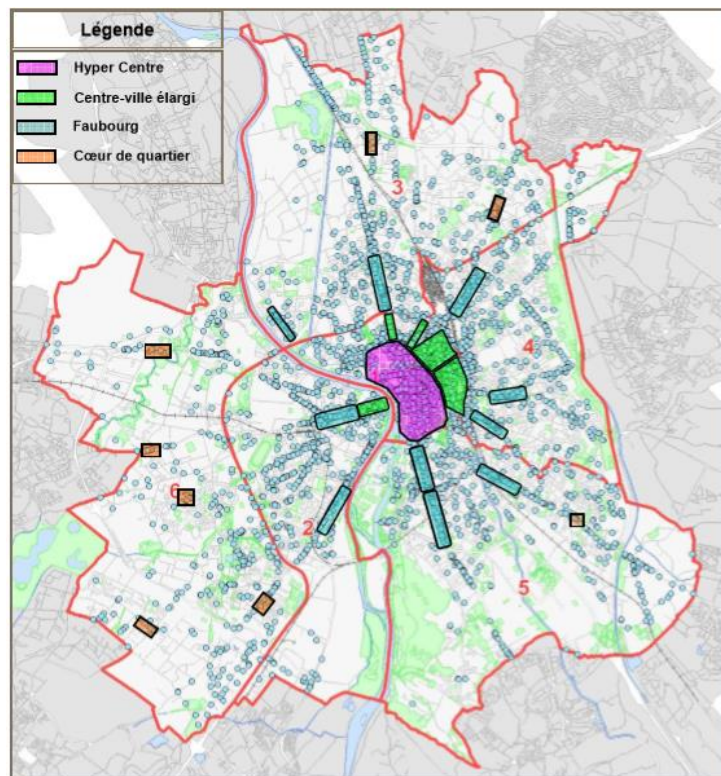 Légende
Hyper Centre
Centre-ville élargi
Faubourg
Cœur de quartier
3
4
6
2
5